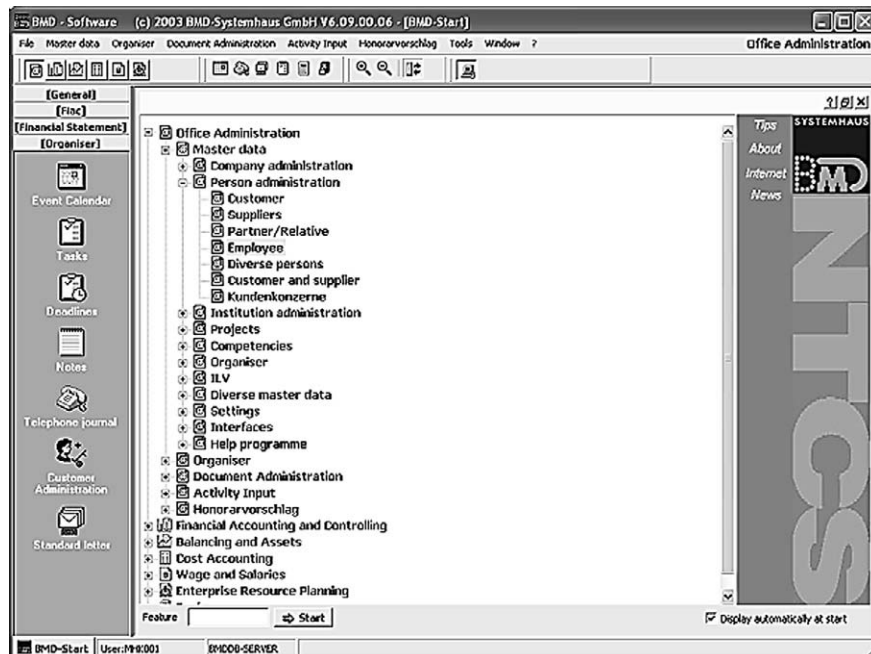 BMD - Software (c) 2003 BMD-Systemhaus GmbH V6.09.00.06 - [BMD-Start]
File Master data Organiser Document Administration Activity Input Honorarvorschlag Tools Window ? Office Administration
[General]
[Fiac]
[Financial Statement]
[Organiser]
Event Calendar
Tasks
Deadlines
Notes
Telephone journal
Customer
Administration
Standard letter
Office Administration
Master data
Company administration
Person administration
Customer
Suppliers
Partner/Relative
Employee
Diverse persons
Customer and supplier
Kundenkonzerne
Institution administration
Projects
Competencies
Organiser
ILV
Diverse master data
Settings
Interfaces
Help programme
Organiser
Document Administration
Activity Input
Honorarvorschlag
Financial Accounting and Controlling
Balancing and Assets
Cost Accounting
Wage and Salaries
Enterprise Resource Planning
Tips
About
Internet
News
SYSTEMHAUS
BMD
NTCS
Feature Start Display automatically at start
BMD-Start BMDDB-SERVER